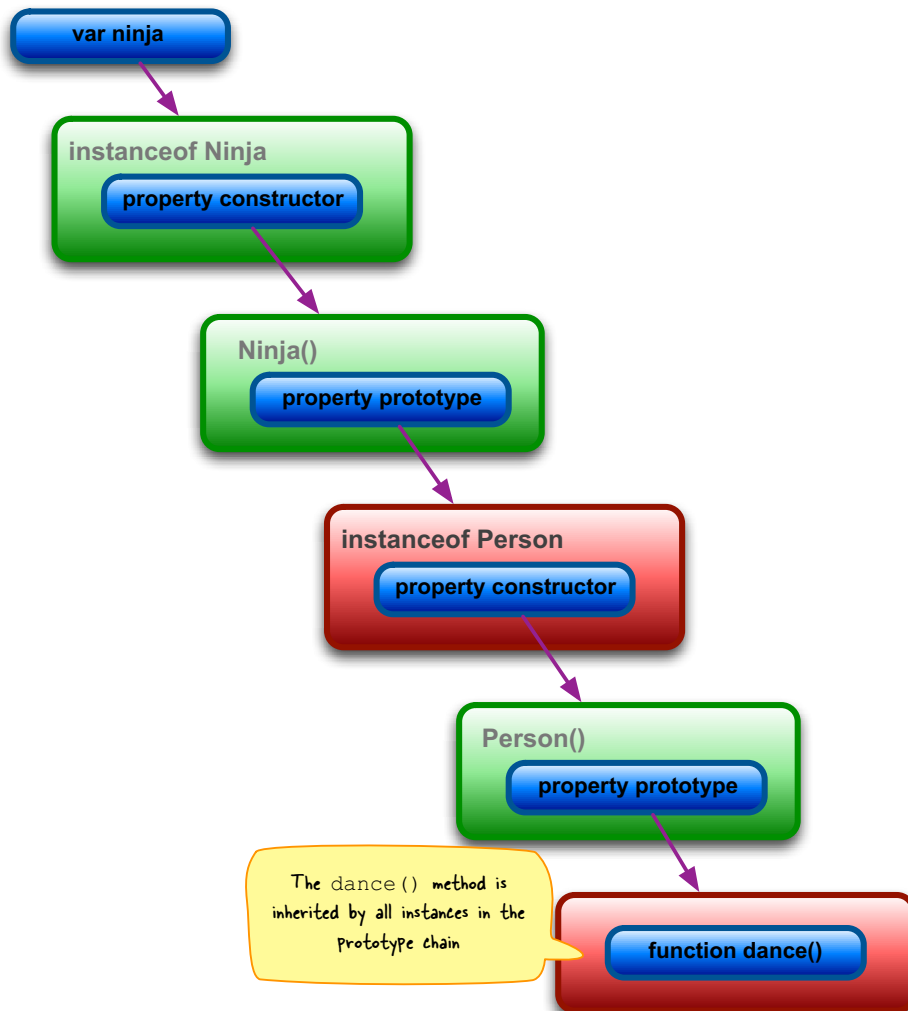 var ninja
instanceof Ninja
property constructor
Ninja()
property prototype
instanceof Person
property constructor
Person()
property prototype
The dance() method is
inherited by all instances in the
prototype chain
function dance()